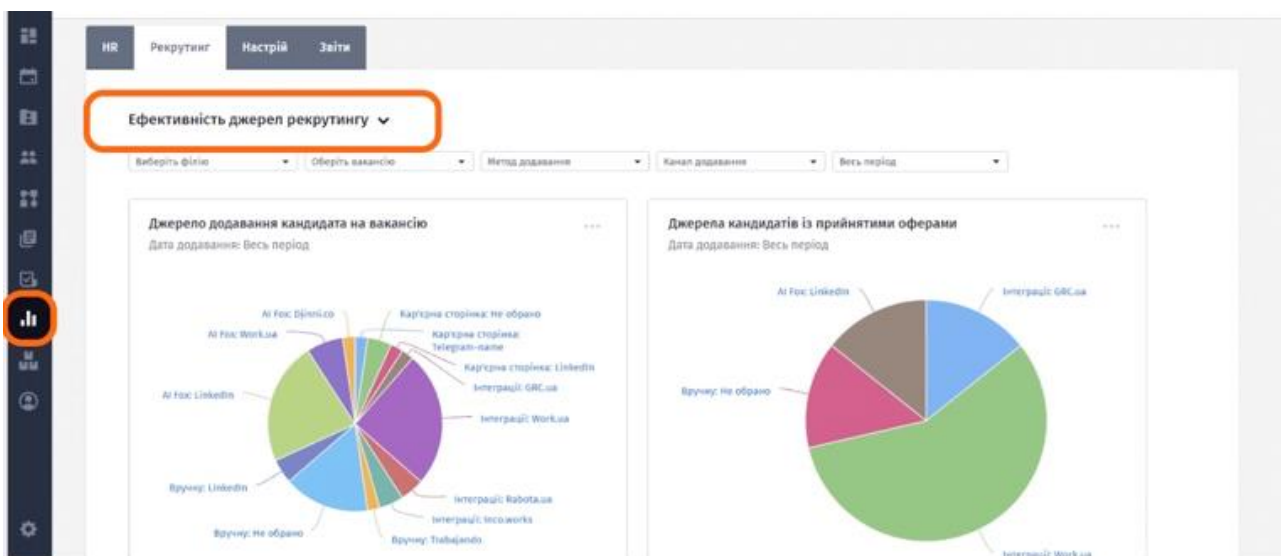 HR Рекрутинг Настрій Звіти
Ефективність джерел рекрутингу
Виберіть філію Оберіть вакансію Метод додавання Канал додавання Весь період
Джерело додавання кандидата на вакансію
Дата додавання: Весь період
AI Fox: Djinni.co
AI Fox: Work.ua
AI Fox: LinkedIn
Вручну: LinkedIn
Вручну: Не обрано
Кар'єрна сторінка: Не обрано
Кар'єрна сторінка:
Telegram-name
Кар'єрна сторінка: LinkedIn
Інтеграції: GRC.ua
Інтеграції: Work.ua
Інтеграції: Rabota.ua
Інтеграції: Inco.works
Вручну: Trabajando
Джерела кандидатів із прийнятими оферами
Дата додавання: Весь період
AI Fox: LinkedIn
Інтеграції: GRC.ua
Вручну: Не обрано
Інтеграції: Work.ua